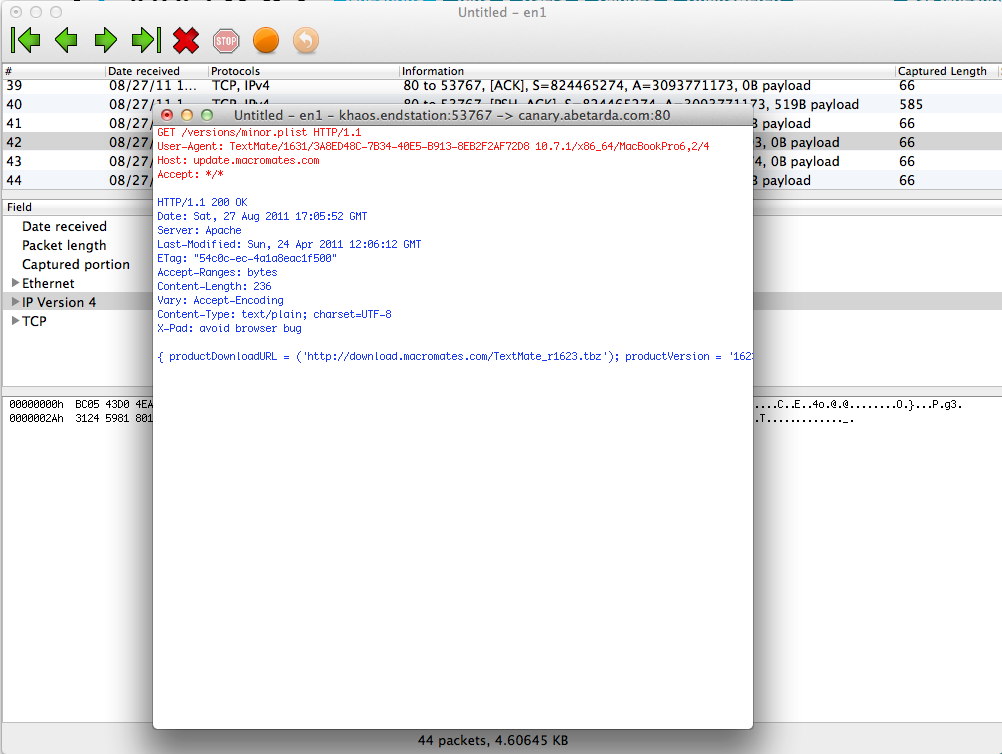 Untitled – en1
STOP
# Date received Protocols Information Captured Length
39 08/27/11 1... TCP, IPv4 80 to 53767, [ACK], S=824465274, A=3093771173, 0B payload 66
40 08/27/11 1... TCP, IPv4 80 to 53767, [PSH, ACK], S=824465274, A=3093771173, 519B payload 585
41 08/27/ B payload 66
42 08/27/ 3, 0B payload 66
43 08/27/ 4, 0B payload 66
44 08/27/ B payload 66
Untitled – en1 – khaos.endstation:53767 -> canary.abetarda.com:80
GET /versions/minor.plist HTTP/1.1
User-Agent: TextMate/1631/3A8ED48C-7B34-40E5-B913-8EB2F2AF72D8 10.7.1/x86_64/MacBookPro6,2/4
Host: update.macromates.com
Accept: */*
HTTP/1.1 200 OK
Date: Sat, 27 Aug 2011 17:05:52 GMT
Server: Apache
Last-Modified: Sun, 24 Apr 2011 12:06:12 GMT
ETag: "54c0c-ec-4a1a8eac1f500"
Accept-Ranges: bytes
Content-Length: 236
Vary: Accept-Encoding
Content-Type: text/plain; charset=UTF-8
X-Pad: avoid browser bug
{ productDownloadURL = ('http://download.macromates.com/TextMate_r1623.tbz'); productVersion = '162
Field
Date received
Packet length
Captured portion
Ethernet
IP Version 4
TCP
00000000h BC05 43D0 4EA ....C..E..4o.@.@........O.}...P.g3.
0000002Ah 3124 5981 801 .T............._.
44 packets, 4.60645 KB